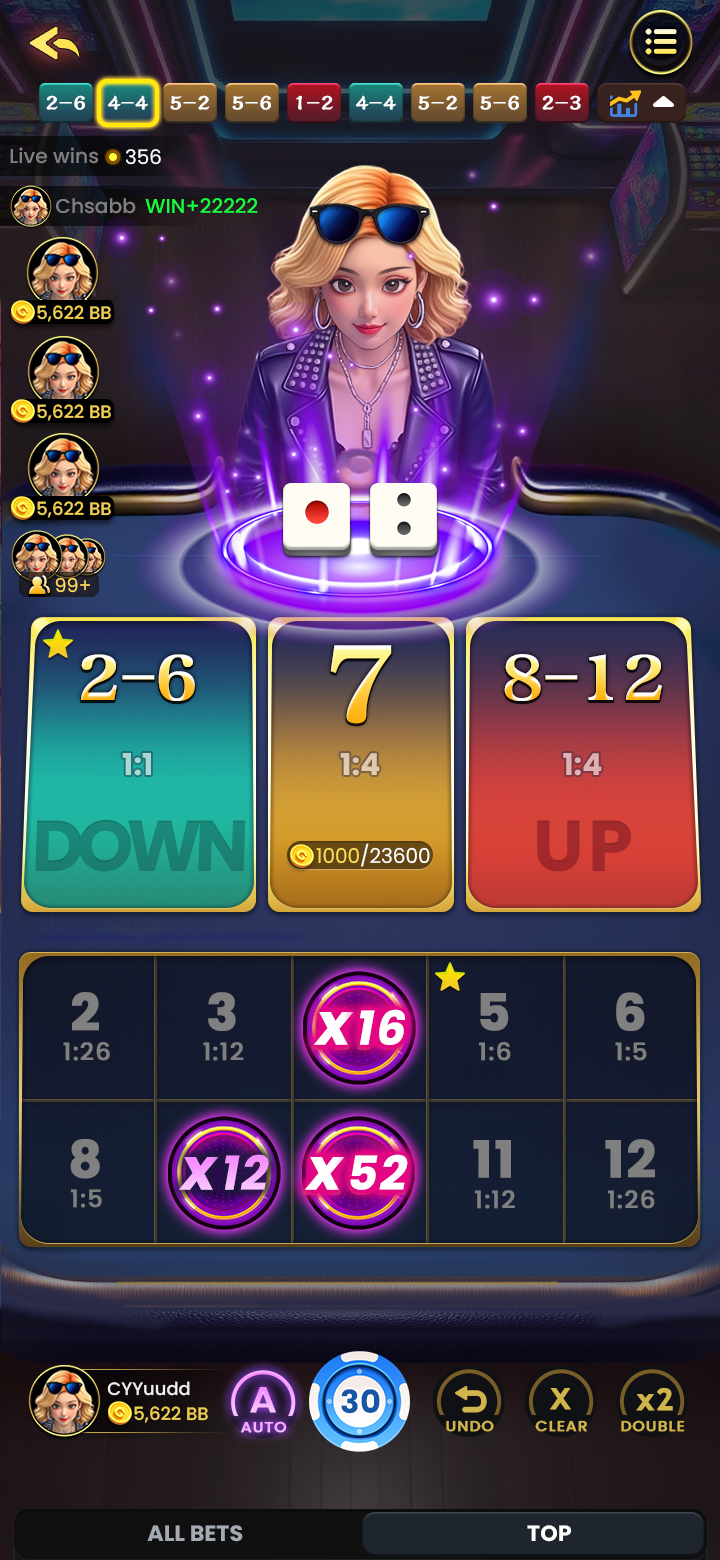 2-6 4-4 5-2 5-6 1-2 4-4 5-2 5-6 2-3
Live wins 356
Chsabb WIN+22222
5,622 BB
5,622 BB
5,622 BB
99+
2-6 7 8-12
1:1 1:4 1:4
DOWN 1000/23600 UP
2 3 X16 5 6
1:26 1:12 1:6 1:5
8 X12 X52 11 12
1:5 1:12 1:26
CYYuudd
5,622 BB
A
AUTO
30
UNDO
X
CLEAR
x2
DOUBLE
ALL BETS TOP